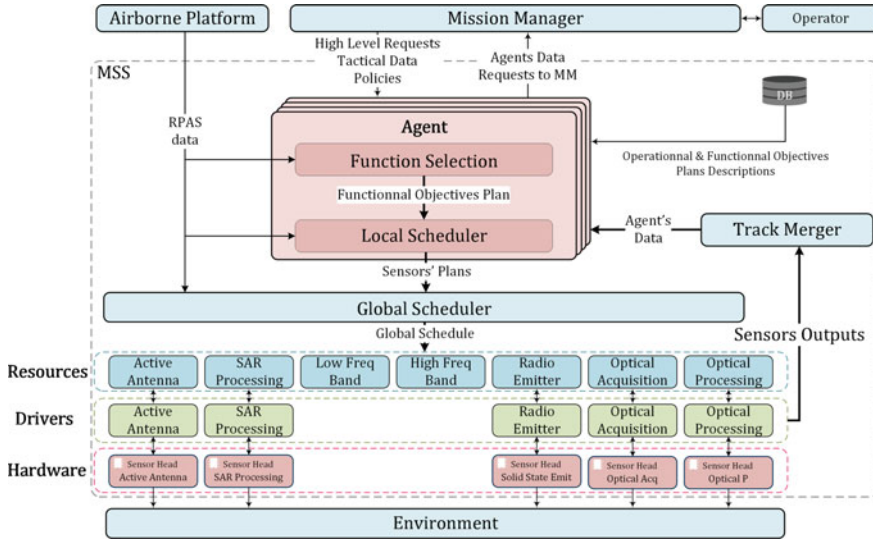 Airborne Platform
Mission Manager
Operator
High Level Requests
Tactical Data
Policies
Agents Data
Requests to MM
MSS
RPAS
data
DB
Agent
Function Selection
Operationnal & Functionnal Objectives
Plans Descriptions
Functionnal Objectives Plan
Local Scheduler
Agent's
Data
Track Merger
Sensors' Plans
Global Scheduler
Global Schedule
Sensors Outputs
Resources
Active
Antenna
SAR
Processing
Low Freq
Band
High Freq
Band
Radio
Emitter
Optical
Acquisition
Optical
Processing
Drivers
Active
Antenna
SAR
Processing
Radio
Emitter
Optical
Acquisition
Optical
Processing
Hardware
Sensor Head
Active Antenna
Sensor Head
SAR Processing
Sensor Head
Solid State Emit
Sensor Head
Optical Acq
Sensor Head
Optical P
Environment